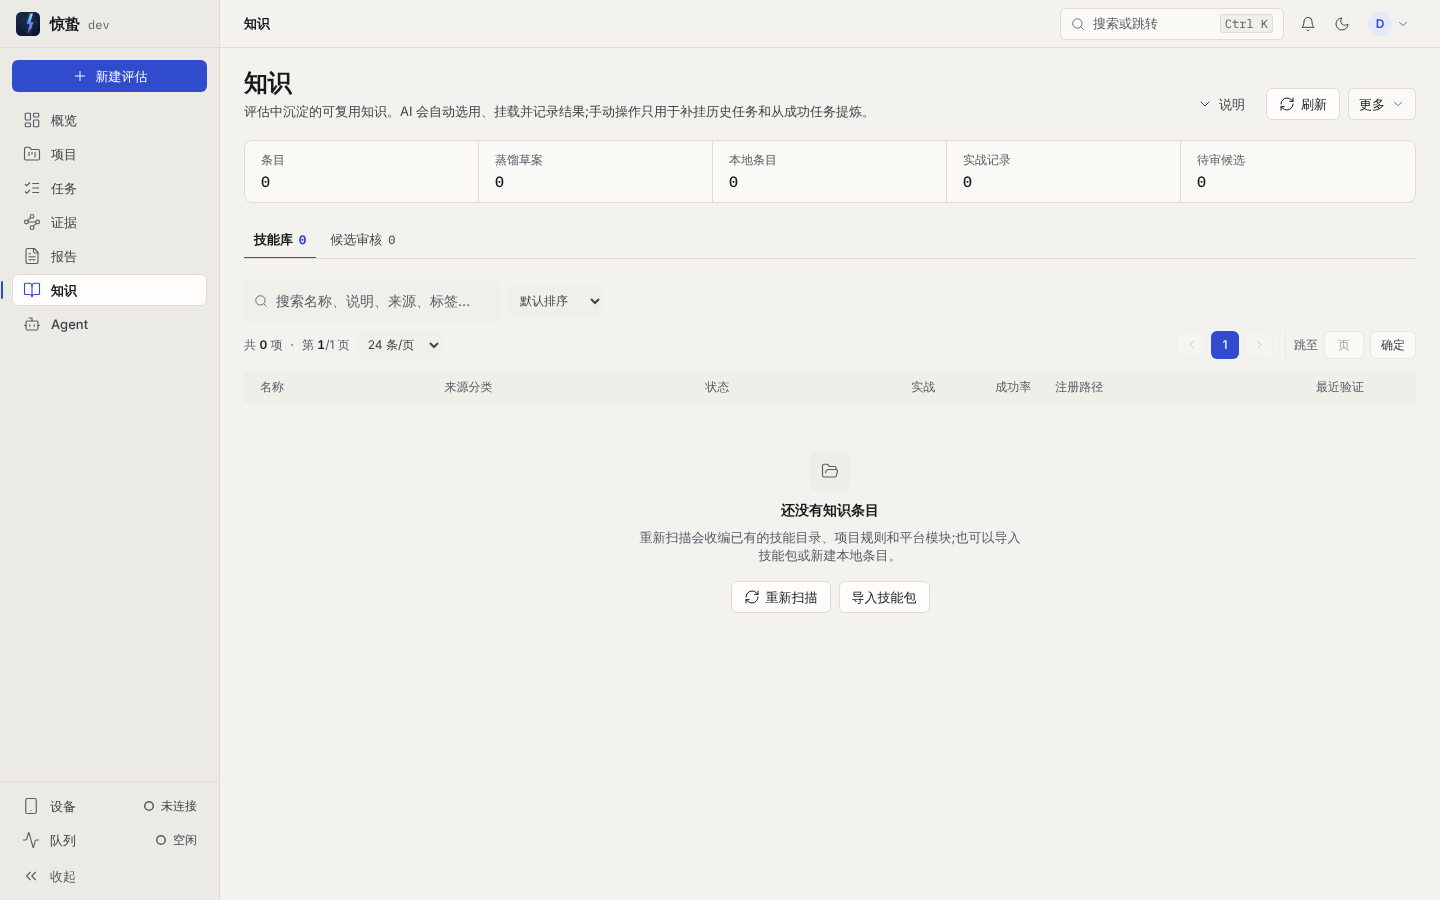 惊蛰 dev
知识
搜索或跳转 Ctrl K
D
新建评估
概览
项目
任务
证据
报告
知识
Agent
设备 未连接
队列 空闲
收起
知识
评估中沉淀的可复用知识。AI 会自动选用、挂载并记录结果;手动操作只用于补挂历史任务和从成功任务提炼。
说明 刷新 更多
条目 蒸馏草案 本地条目 实战记录 待审候选
0 0 0 0 0
技能库 0 候选审核 0
搜索名称、说明、来源、标签... 默认排序
共 0 项 · 第 1/1 页 24 条/页 1 跳至 页 确定
名称 来源分类 状态 实战 成功率 注册路径 最近验证
还没有知识条目
重新扫描会收编已有的技能目录、项目规则和平台模块;也可以导入
技能包或新建本地条目。
重新扫描 导入技能包